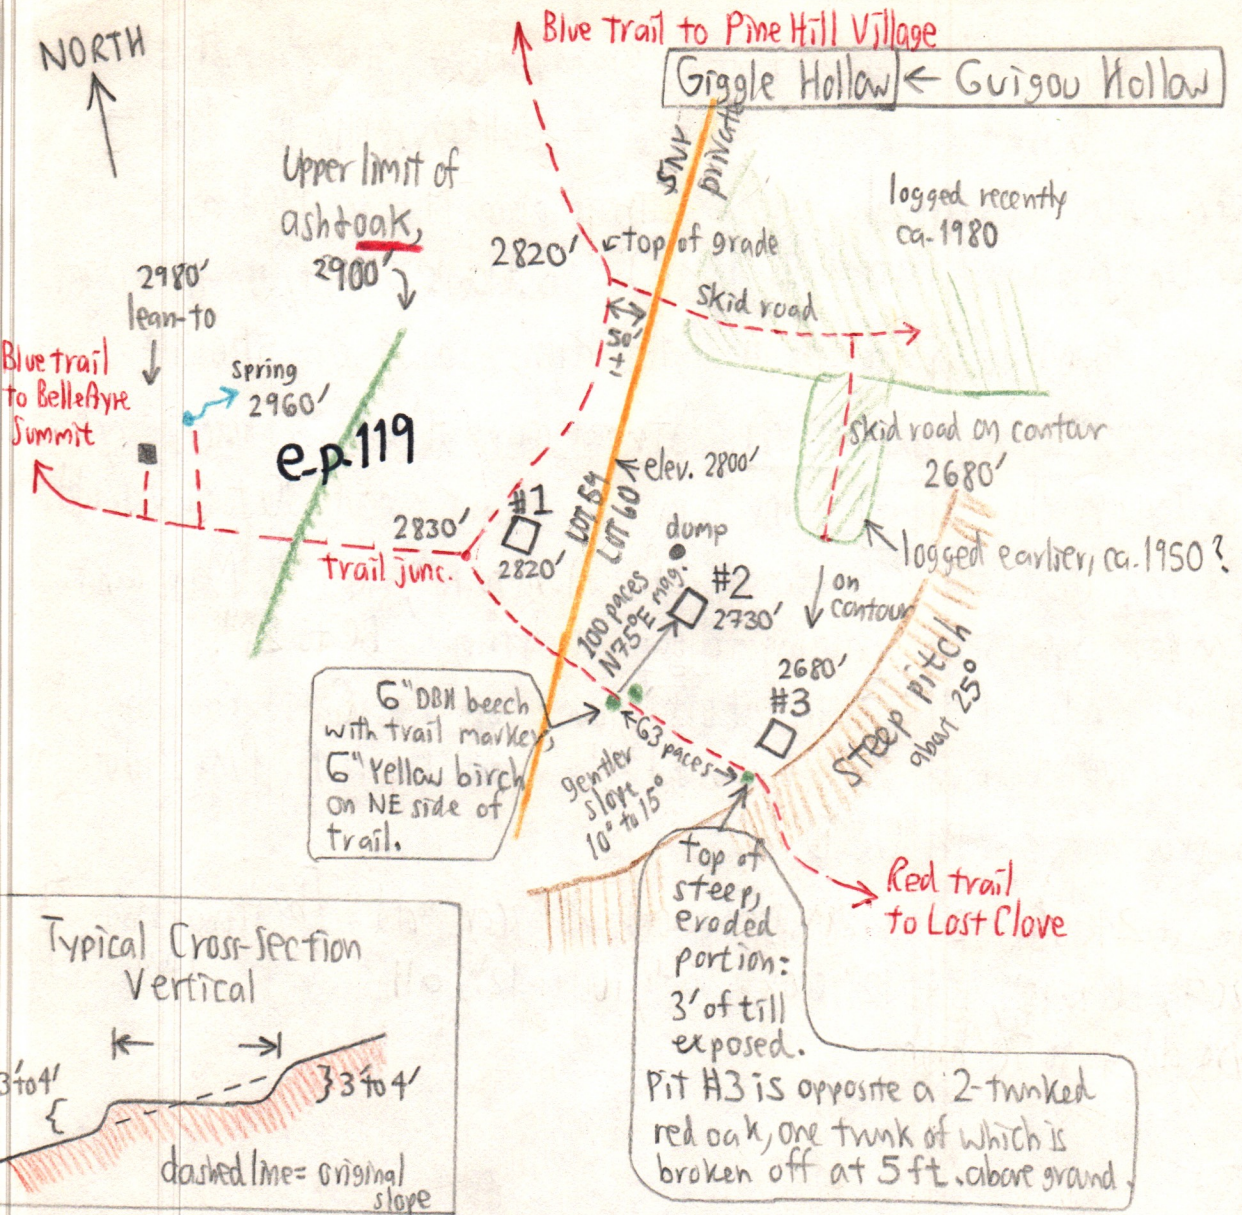 NORTH
Blue Trail to Pine Hill Village
Giggle Hollow ← Guigou Hollow
SNY
private
Upper limit of
ash & oak,
2900'
logged recently
ca. 1980
2820'
top of grade
2980'
lean-to
skid road
50'
±
Blue trail
to BelleAyre
Summit
spring
2960'
e.p.119
skid road on contour
2680'
elev. 2800'
LOT 54
LOT 60
#1
2830'
2820'
trail junc.
dump
logged earlier, ca. 1950?
100 paces
N75°E mag.
#2
2730'
on
contour
2680'
#3
steep pitch
about 25°
6" DBH beech
with trail marker,
6" Yellow birch
on NE side of
trail.
63 paces
gentler
slope
10° to 15°
top of
steep,
eroded
portion:
3' of till
exposed.
Pit #3 is opposite a 2-trunked
red oak, one trunk of which is
broken off at 5 ft. above ground.
Red trail
to Lost Clove
Typical Cross-section
Vertical
3' to 4'
3' to 4'
dashed line = original
slope